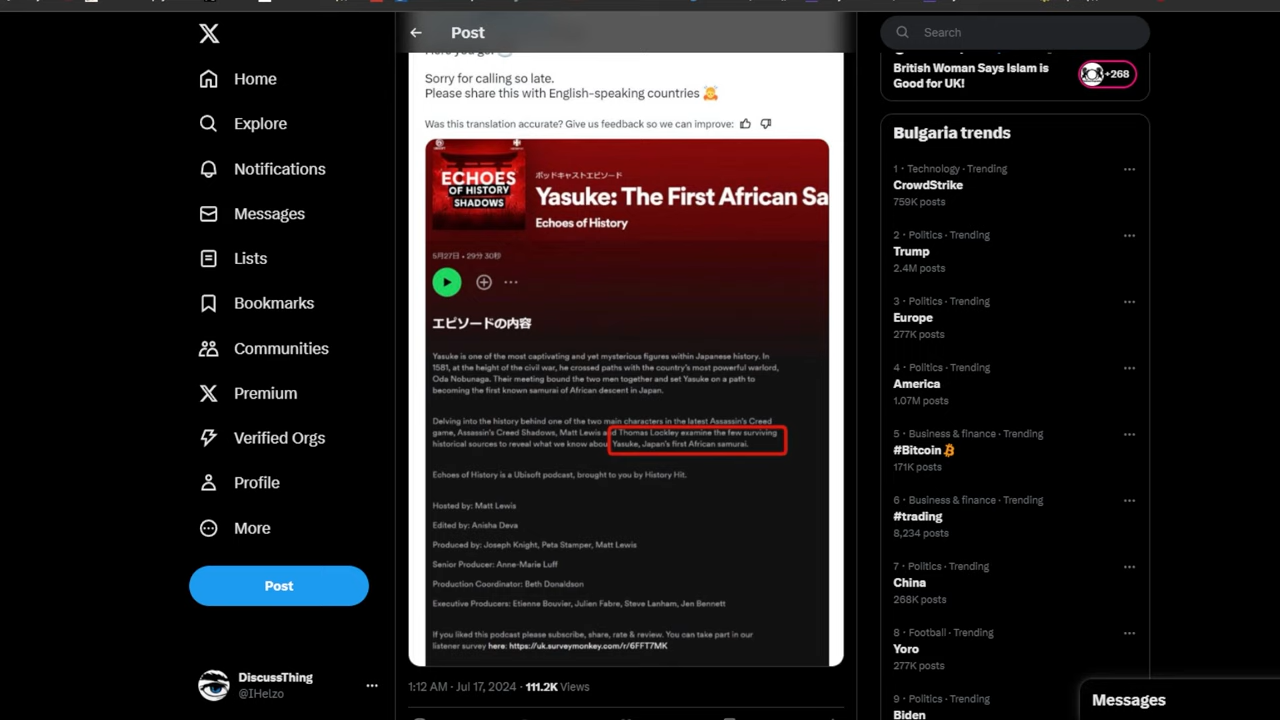 Post
Search
Home
Explore
Notifications
Messages
Lists
Bookmarks
Communities
Premium
Verified Orgs
Profile
More
Post
DiscussThing
@IHelzo
Sorry for calling so late.
Please share this with English-speaking countries
Was this translation accurate? Give us feedback so we can improve:
ECHOES
OF HISTORY
SHADOWS
ポッドキャストエピソード
Yasuke: The First African Sa
Echoes of History
5月27日 • 29分 30秒
エピソードの内容
Yasuke is one of the most captivating and yet mysterious figures within Japanese history. In
1581, at the height of the civil war, he crossed paths with the country's most powerful warlord,
Oda Nobunaga. Their meeting bound the two men together and set Yasuke on a path to
becoming the first known samurai of African descent in Japan.
Delving into the history behind one of the two main characters in the latest Assassin's Creed
game, Assassin's Creed Shadows, Matt Lewis and Thomas Lockley examine the few surviving
historical sources to reveal what we know about Yasuke, Japan's first African samurai.
Echoes of History is a Ubisoft podcast, brought to you by History Hit.
Hosted by: Matt Lewis
Edited by: Anisha Deva
Produced by: Joseph Knight, Peta Stamper, Matt Lewis
Senior Producer: Anne-Marie Luff
Production Coordinator: Beth Donaldson
Executive Producers: Etienne Bouvier, Julien Fabre, Steve Lanham, Jen Bennett
If you liked this podcast please subscribe, share, rate & review. You can take part in our
listener survey here: https://uk.surveymonkey.com/r/6FFT7MK
1:12 AM · Jul 17, 2024 · 111.2K Views
British Woman Says Islam is
Good for UK!
+268
Bulgaria trends
1 · Technology · Trending
CrowdStrike
759K posts
2 · Politics · Trending
Trump
2.4M posts
3 · Politics · Trending
Europe
277K posts
4 · Politics · Trending
America
1.07M posts
5 · Business & finance · Trending
#Bitcoin
171K posts
6 · Business & finance · Trending
#trading
8,234 posts
7 · Politics · Trending
China
268K posts
8 · Football · Trending
Yoro
277K posts
9 · Politics · Trending
Biden
Messages